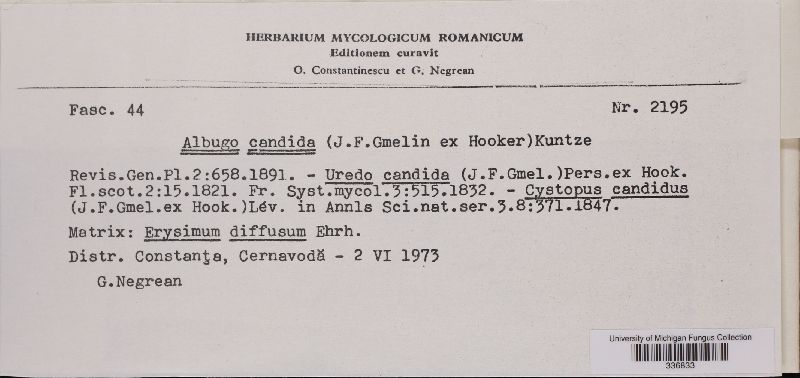 HERBARIUM MYCOLOGICUM ROMANICUM
Editionem curavit
O. Constantinescu et G. Negrean
Fasc. 44 Nr. 2195
Albugo candida (J.F.Gmelin ex Hooker)Kuntze
Revis.Gen.Pl.2:658.1891. - Uredo candida (J.F.Gmel.)Pers.ex Hook.
Fl.scot.2:15.1821. Fr. Syst.mycol.3:515.1832. - Cystopus candidus
(J.F.Gmel.ex Hook.)Lév. in Annls Sci.nat.ser.3.8:371.1847.
Matrix: Erysimum diffusum Ehrh.
Distr. Constanţa, Cernavodă - 2 VI 1973
G.Negrean
University of Michigan Fungus Collection
336833